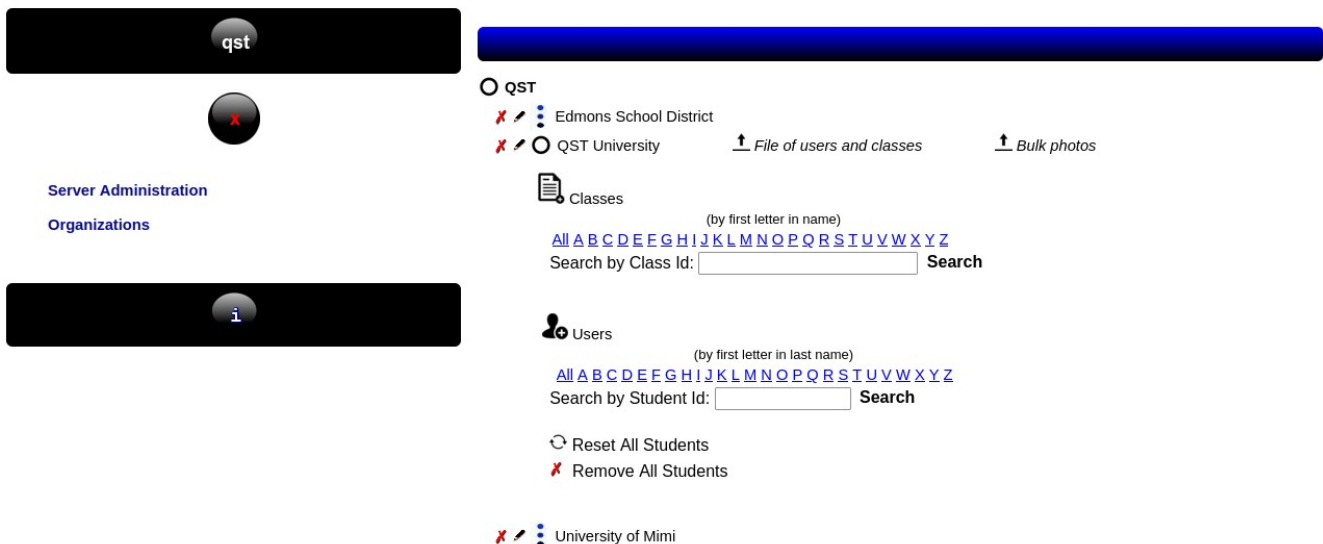 qst
x
Server Administration
Organizations
i
QST
Edmons School District
QST University File of users and classes Bulk photos
Classes
(by first letter in name)
All A B C D E F G H I J K L M N O P Q R S T U V W X Y Z
Search by Class Id: Search
Users
(by first letter in last name)
All A B C D E F G H I J K L M N O P Q R S T U V W X Y Z
Search by Student Id: Search
Reset All Students
Remove All Students
University of Mimi